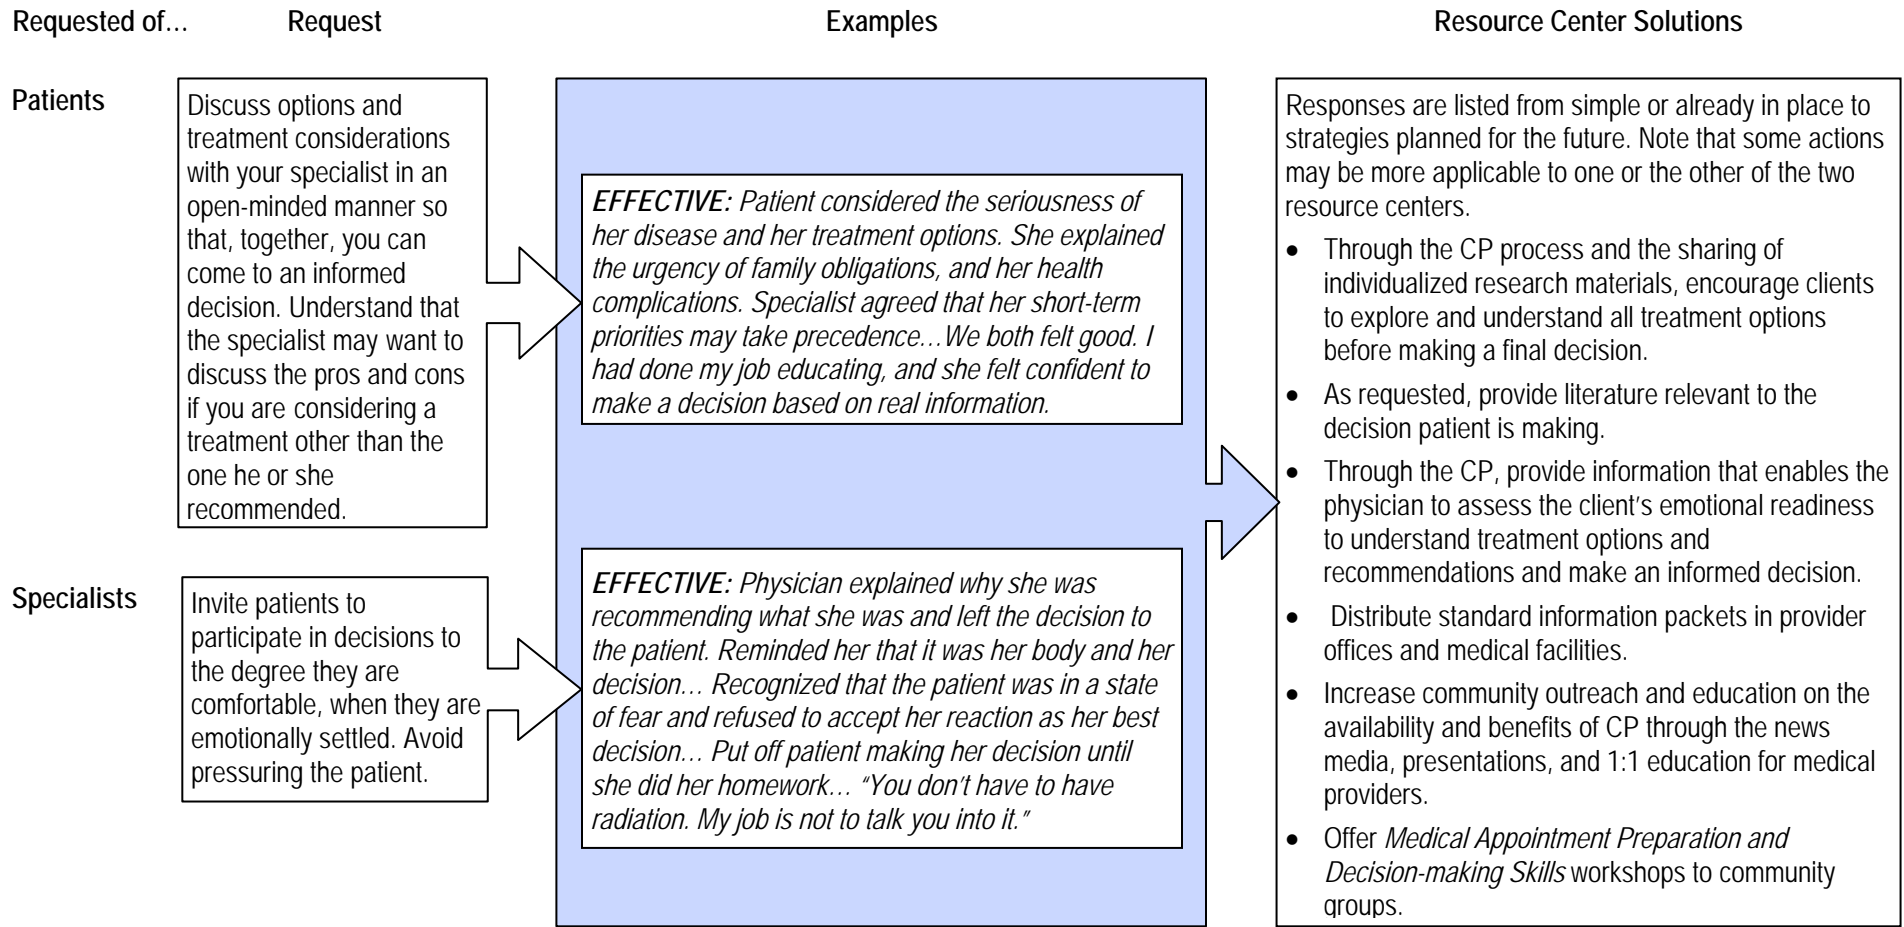 Requested of… Request Examples Resource Center Solutions
Patients
Discuss options and
treatment considerations
with your specialist in an
open-minded manner so
that, together, you can
come to an informed
decision. Understand that
the specialist may want to
discuss the pros and cons
if you are considering a
treatment other than the
one he or she
recommended.
EFFECTIVE: Patient considered the seriousness of
her disease and her treatment options. She explained
the urgency of family obligations, and her health
complications. Specialist agreed that her short-term
priorities may take precedence…We both felt good. I
had done my job educating, and she felt confident to
make a decision based on real information.
Specialists
Invite patients to
participate in decisions to
the degree they are
comfortable, when they are
emotionally settled. Avoid
pressuring the patient.
EFFECTIVE: Physician explained why she was
recommending what she was and left the decision to
the patient. Reminded her that it was her body and her
decision… Recognized that the patient was in a state
of fear and refused to accept her reaction as her best
decision… Put off patient making her decision until
she did her homework… “You don’t have to have
radiation. My job is not to talk you into it.”
Responses are listed from simple or already in place to
strategies planned for the future. Note that some actions
may be more applicable to one or the other of the two
resource centers.
• Through the CP process and the sharing of
individualized research materials, encourage clients
to explore and understand all treatment options
before making a final decision.
• As requested, provide literature relevant to the
decision patient is making.
• Through the CP, provide information that enables the
physician to assess the client’s emotional readiness
to understand treatment options and
recommendations and make an informed decision.
• Distribute standard information packets in provider
offices and medical facilities.
• Increase community outreach and education on the
availability and benefits of CP through the news
media, presentations, and 1:1 education for medical
providers.
• Offer Medical Appointment Preparation and
Decision-making Skills workshops to community
groups.